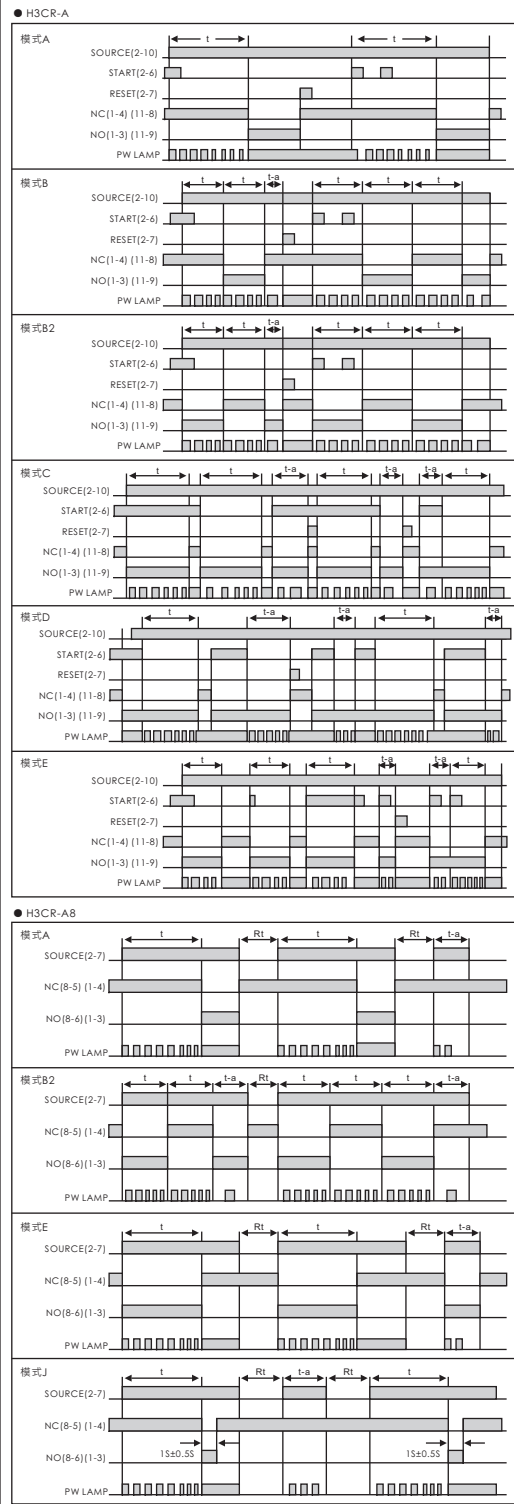 ● H3CR-A
模式A
t t
SOURCE(2-10)
START(2-6)
RESET(2-7)
NC(1-4) (11-8)
NO(1-3) (11-9)
PW LAMP
模式B
t t t-a t t t
SOURCE(2-10)
START(2-6)
RESET(2-7)
NC(1-4) (11-8)
NO(1-3) (11-9)
PW LAMP
模式B2
t t t-a t t t
SOURCE(2-10)
START(2-6)
RESET(2-7)
NC(1-4) (11-8)
NO(1-3) (11-9)
PW LAMP
模式C
t t t-a t t-a t-a t
SOURCE(2-10)
START(2-6)
RESET(2-7)
NC(1-4) (11-8)
NO(1-3) (11-9)
PW LAMP
模式D
t t-a t-a t t-a
SOURCE(2-10)
START(2-6)
RESET(2-7)
NC(1-4) (11-8)
NO(1-3) (11-9)
PW LAMP
模式E
t t t t-a t-a t
SOURCE(2-10)
START(2-6)
RESET(2-7)
NC(1-4) (11-8)
NO(1-3) (11-9)
PW LAMP
● H3CR-A8
模式A
t Rt t Rt t-a
SOURCE(2-7)
NC(8-5) (1-4)
NO(8-6)(1-3)
PW LAMP
模式B2
t t t-a Rt t t t t-a
SOURCE(2-7)
NC(8-5) (1-4)
NO(8-6)(1-3)
PW LAMP
模式E
t Rt t Rt t-a
SOURCE(2-7)
NC(8-5) (1-4)
NO(8-6)(1-3)
PW LAMP
模式J
t Rt t-a Rt t
SOURCE(2-7)
NC(8-5) (1-4)
NO(8-6)(1-3)
1S±0.5S 1S±0.5S
PW LAMP